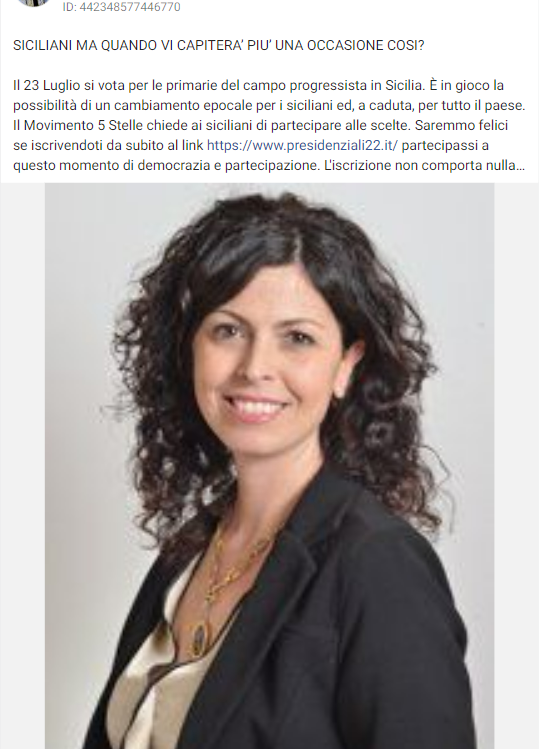 ID: 442348577446770
SICILIANI MA QUANDO VI CAPITERA’ PIU’ UNA OCCASIONE COSI?
Il 23 Luglio si vota per le primarie del campo progressista in Sicilia. È in gioco la
possibilità di un cambiamento epocale per i siciliani ed, a caduta, per tutto il paese.
Il Movimento 5 Stelle chiede ai siciliani di partecipare alle scelte. Saremmo felici
se iscrivendoti da subito al link https://www.presidenziali22.it/ partecipassi a
questo momento di democrazia e partecipazione. L'iscrizione non comporta nulla...